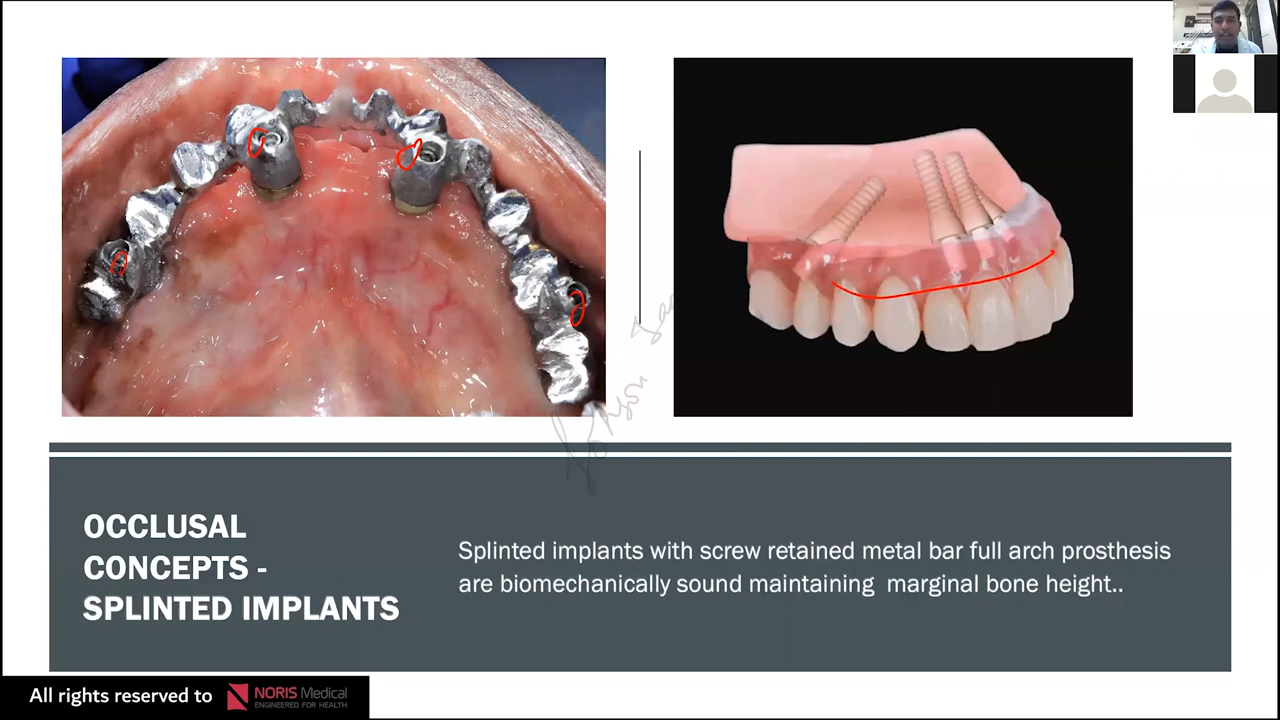 OCCLUSAL
CONCEPTS -
SPLINTED IMPLANTS
Splinted implants with screw retained metal bar full arch prosthesis
are biomechanically sound maintaining marginal bone height..
All rights reserved to
NORIS Medical
ENGINEERED FOR HEALTH